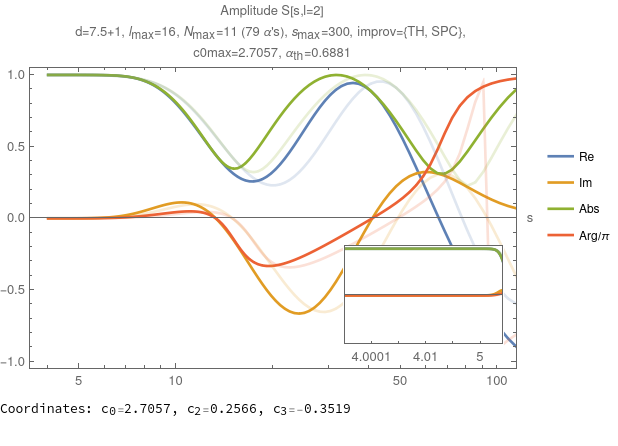 Amplitude S[s,l=2]
d=7.5+1, lmax=16, Nmax=11 (79 α's), smax=300, improv={TH, SPC},
c0max=2.7057, αth=0.6881
1.0
0.5
0.0
-0.5
-1.0
s
Re
Im
Abs
Arg/π
4.0001 4.01 5
5 10 50 100
Coordinates: c0=2.7057, c2=0.2566, c3=-0.3519